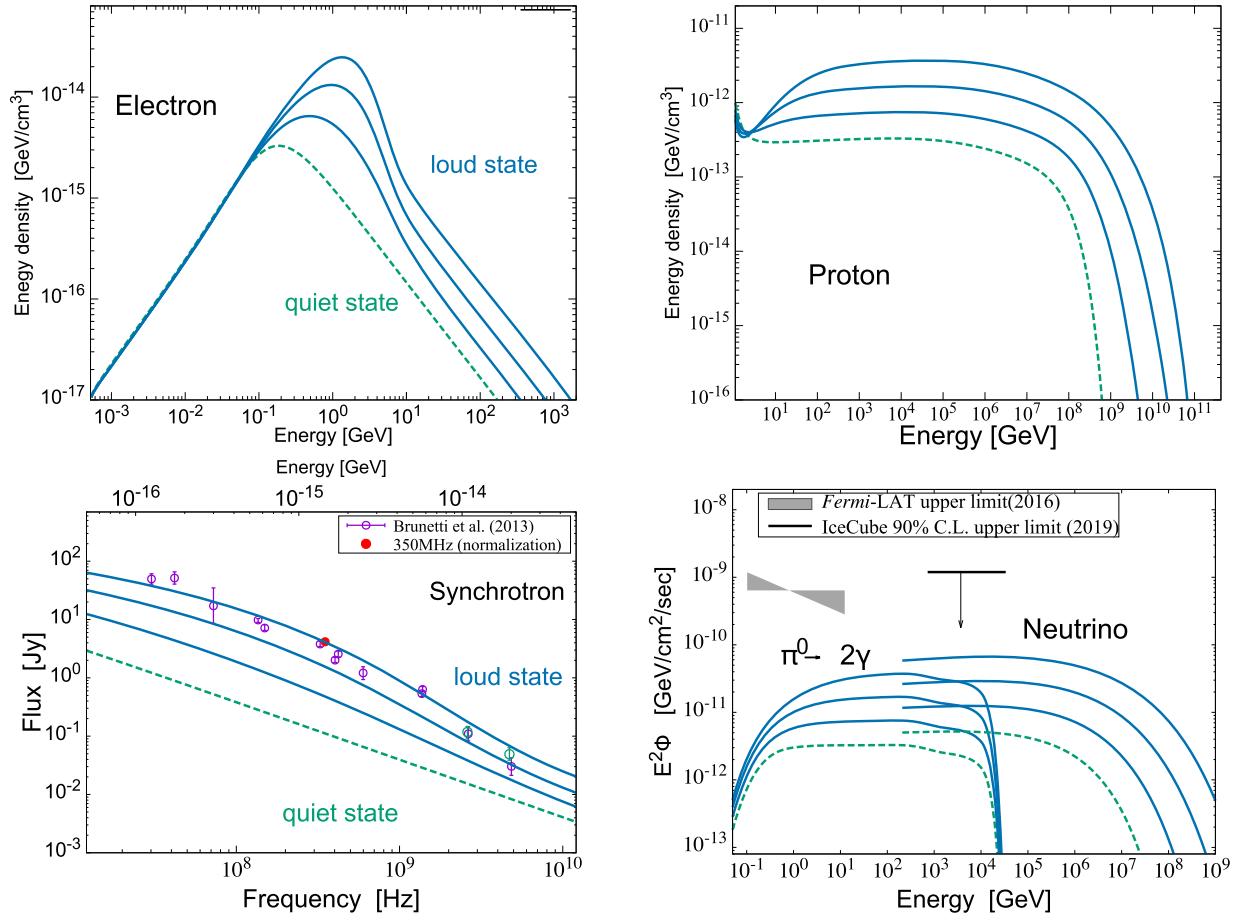 Electron
loud state
quiet state
Energy density [GeV/cm³]
10⁻¹⁴
10⁻¹⁵
10⁻¹⁶
10⁻¹⁷
10⁻³ 10⁻² 10⁻¹ 10⁰ 10¹ 10² 10³
Energy [GeV]
Proton
Energy density [GeV/cm³]
10⁻¹¹
10⁻¹²
10⁻¹³
10⁻¹⁴
10⁻¹⁵
10⁻¹⁶
10¹ 10² 10³ 10⁴ 10⁵ 10⁶ 10⁷ 10⁸ 10⁹ 10¹⁰ 10¹¹
Energy [GeV]
Energy [GeV]
10⁻¹⁶ 10⁻¹⁵ 10⁻¹⁴
Brunetti et al. (2013)
350MHz (normalization)
Synchrotron
loud state
quiet state
Flux [Jy]
10²
10¹
10⁰
10⁻¹
10⁻²
10⁻³
10⁸ 10⁹ 10¹⁰
Frequency [Hz]
Fermi-LAT upper limit(2016)
IceCube 90% C.L. upper limit (2019)
Neutrino
π⁰→ 2γ
E²Φ [GeV/cm²/sec]
10⁻⁸
10⁻⁹
10⁻¹⁰
10⁻¹¹
10⁻¹²
10⁻¹³
10⁻¹ 10⁰ 10¹ 10² 10³ 10⁴ 10⁵ 10⁶ 10⁷ 10⁸ 10⁹
Energy [GeV]